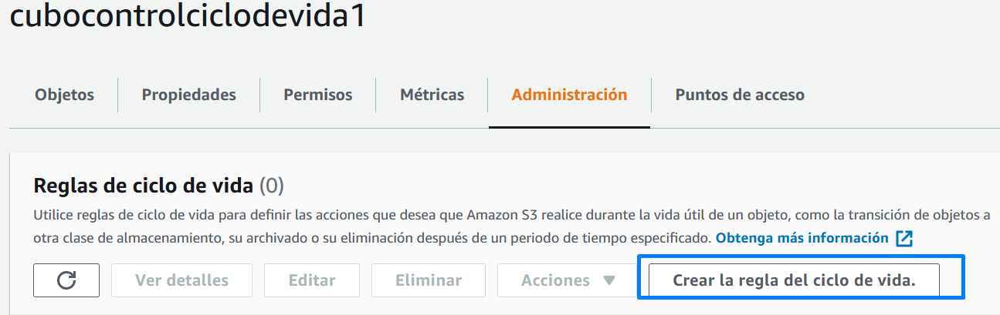 cubocontrolciclodevida1
Objetos Propiedades Permisos Métricas Administración Puntos de acceso
Reglas de ciclo de vida (0)
Utilice reglas de ciclo de vida para definir las acciones que desea que Amazon S3 realice durante la vida útil de un objeto, como la transición de objetos a
otra clase de almacenamiento, su archivado o su eliminación después de un periodo de tiempo especificado. Obtenga más información
Ver detalles Editar Eliminar Acciones Crear la regla del ciclo de vida.